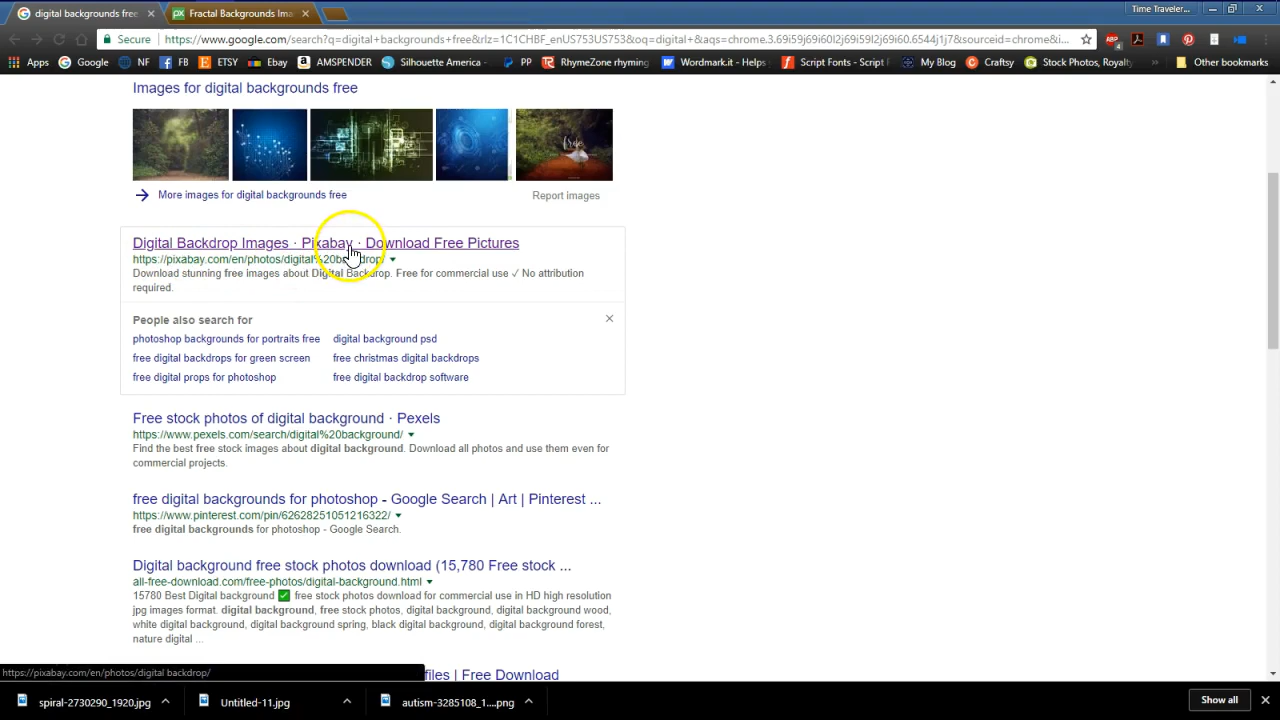 digital backgrounds free
Fractal Backgrounds Ima
Time Traveler...
Secure
https://www.google.com/search?q=digital+backgrounds+free&rlz=1C1CHBF_enUS753US753&oq=digital+&aqs=chrome.3.69i59j69i60l2j69i59l2j69i60.6544j1j7&sourceid=chrome&i...
Apps Google NF FB ETSY Ebay AMSPENDER Silhouette America - PP RhymeZone rhyming Wordmark.it - Helps Script Fonts - Script F My Blog Craftsy Stock Photos, Royalty » Other bookmarks
Images for digital backgrounds free
free
More images for digital backgrounds free
Report images
Digital Backdrop Images · Pixabay · Download Free Pictures
https://pixabay.com/en/photos/digital%20backdrop/
Download stunning free images about Digital Backdrop. Free for commercial use ✓ No attribution
required.
People also search for
photoshop backgrounds for portraits free digital background psd
free digital backdrops for green screen free christmas digital backdrops
free digital props for photoshop free digital backdrop software
Free stock photos of digital background · Pexels
https://www.pexels.com/search/digital%20background/
Find the best free stock images about digital background. Download all photos and use them even for
commercial projects.
free digital backgrounds for photoshop - Google Search | Art | Pinterest ...
https://www.pinterest.com/pin/62628251051216322/
free digital backgrounds for photoshop - Google Search.
Digital background free stock photos download (15,780 Free stock ...
all-free-download.com/free-photos/digital-background.html
15780 Best Digital background ✅ free stock photos download for commercial use in HD high resolution
jpg images format. digital background, free stock photos, digital background, digital background wood,
white digital background, digital background spring, black digital background, digital background forest,
nature digital ...
files | Free Download
https://pixabay.com/en/photos/digital backdrop/
spiral-2730290_1920.jpg
Untitled-11.jpg
autism-3285108_1....png
Show all